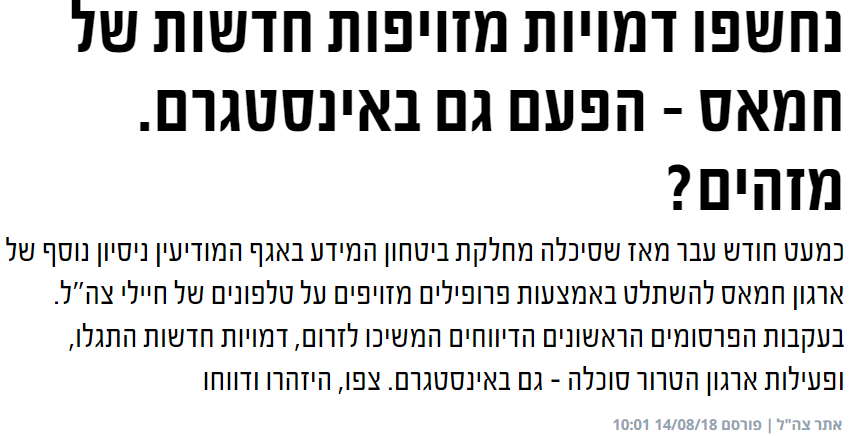 נחשפו דמויות מזויפות חדשות של
חמאס - הפעם גם באינסטגרם.
מזהים?
כמעט חודש עבר מאז שסיכלה מחלקת ביטחון המידע באגף המודיעין ניסיון נוסף של
ארגון חמאס להשתלט באמצעות פרופילים מזויפים על טלפונים של חיילי צה"ל.
בעקבות הפרסומים הראשונים הדיווחים המשיכו לזרום, דמויות חדשות התגלו,
ופעילות ארגון הטרור סוכלה - גם באינסטגרם. צפו, היזהרו ודווחו
אתר צה"ל | פורסם 14/08/18 10:01